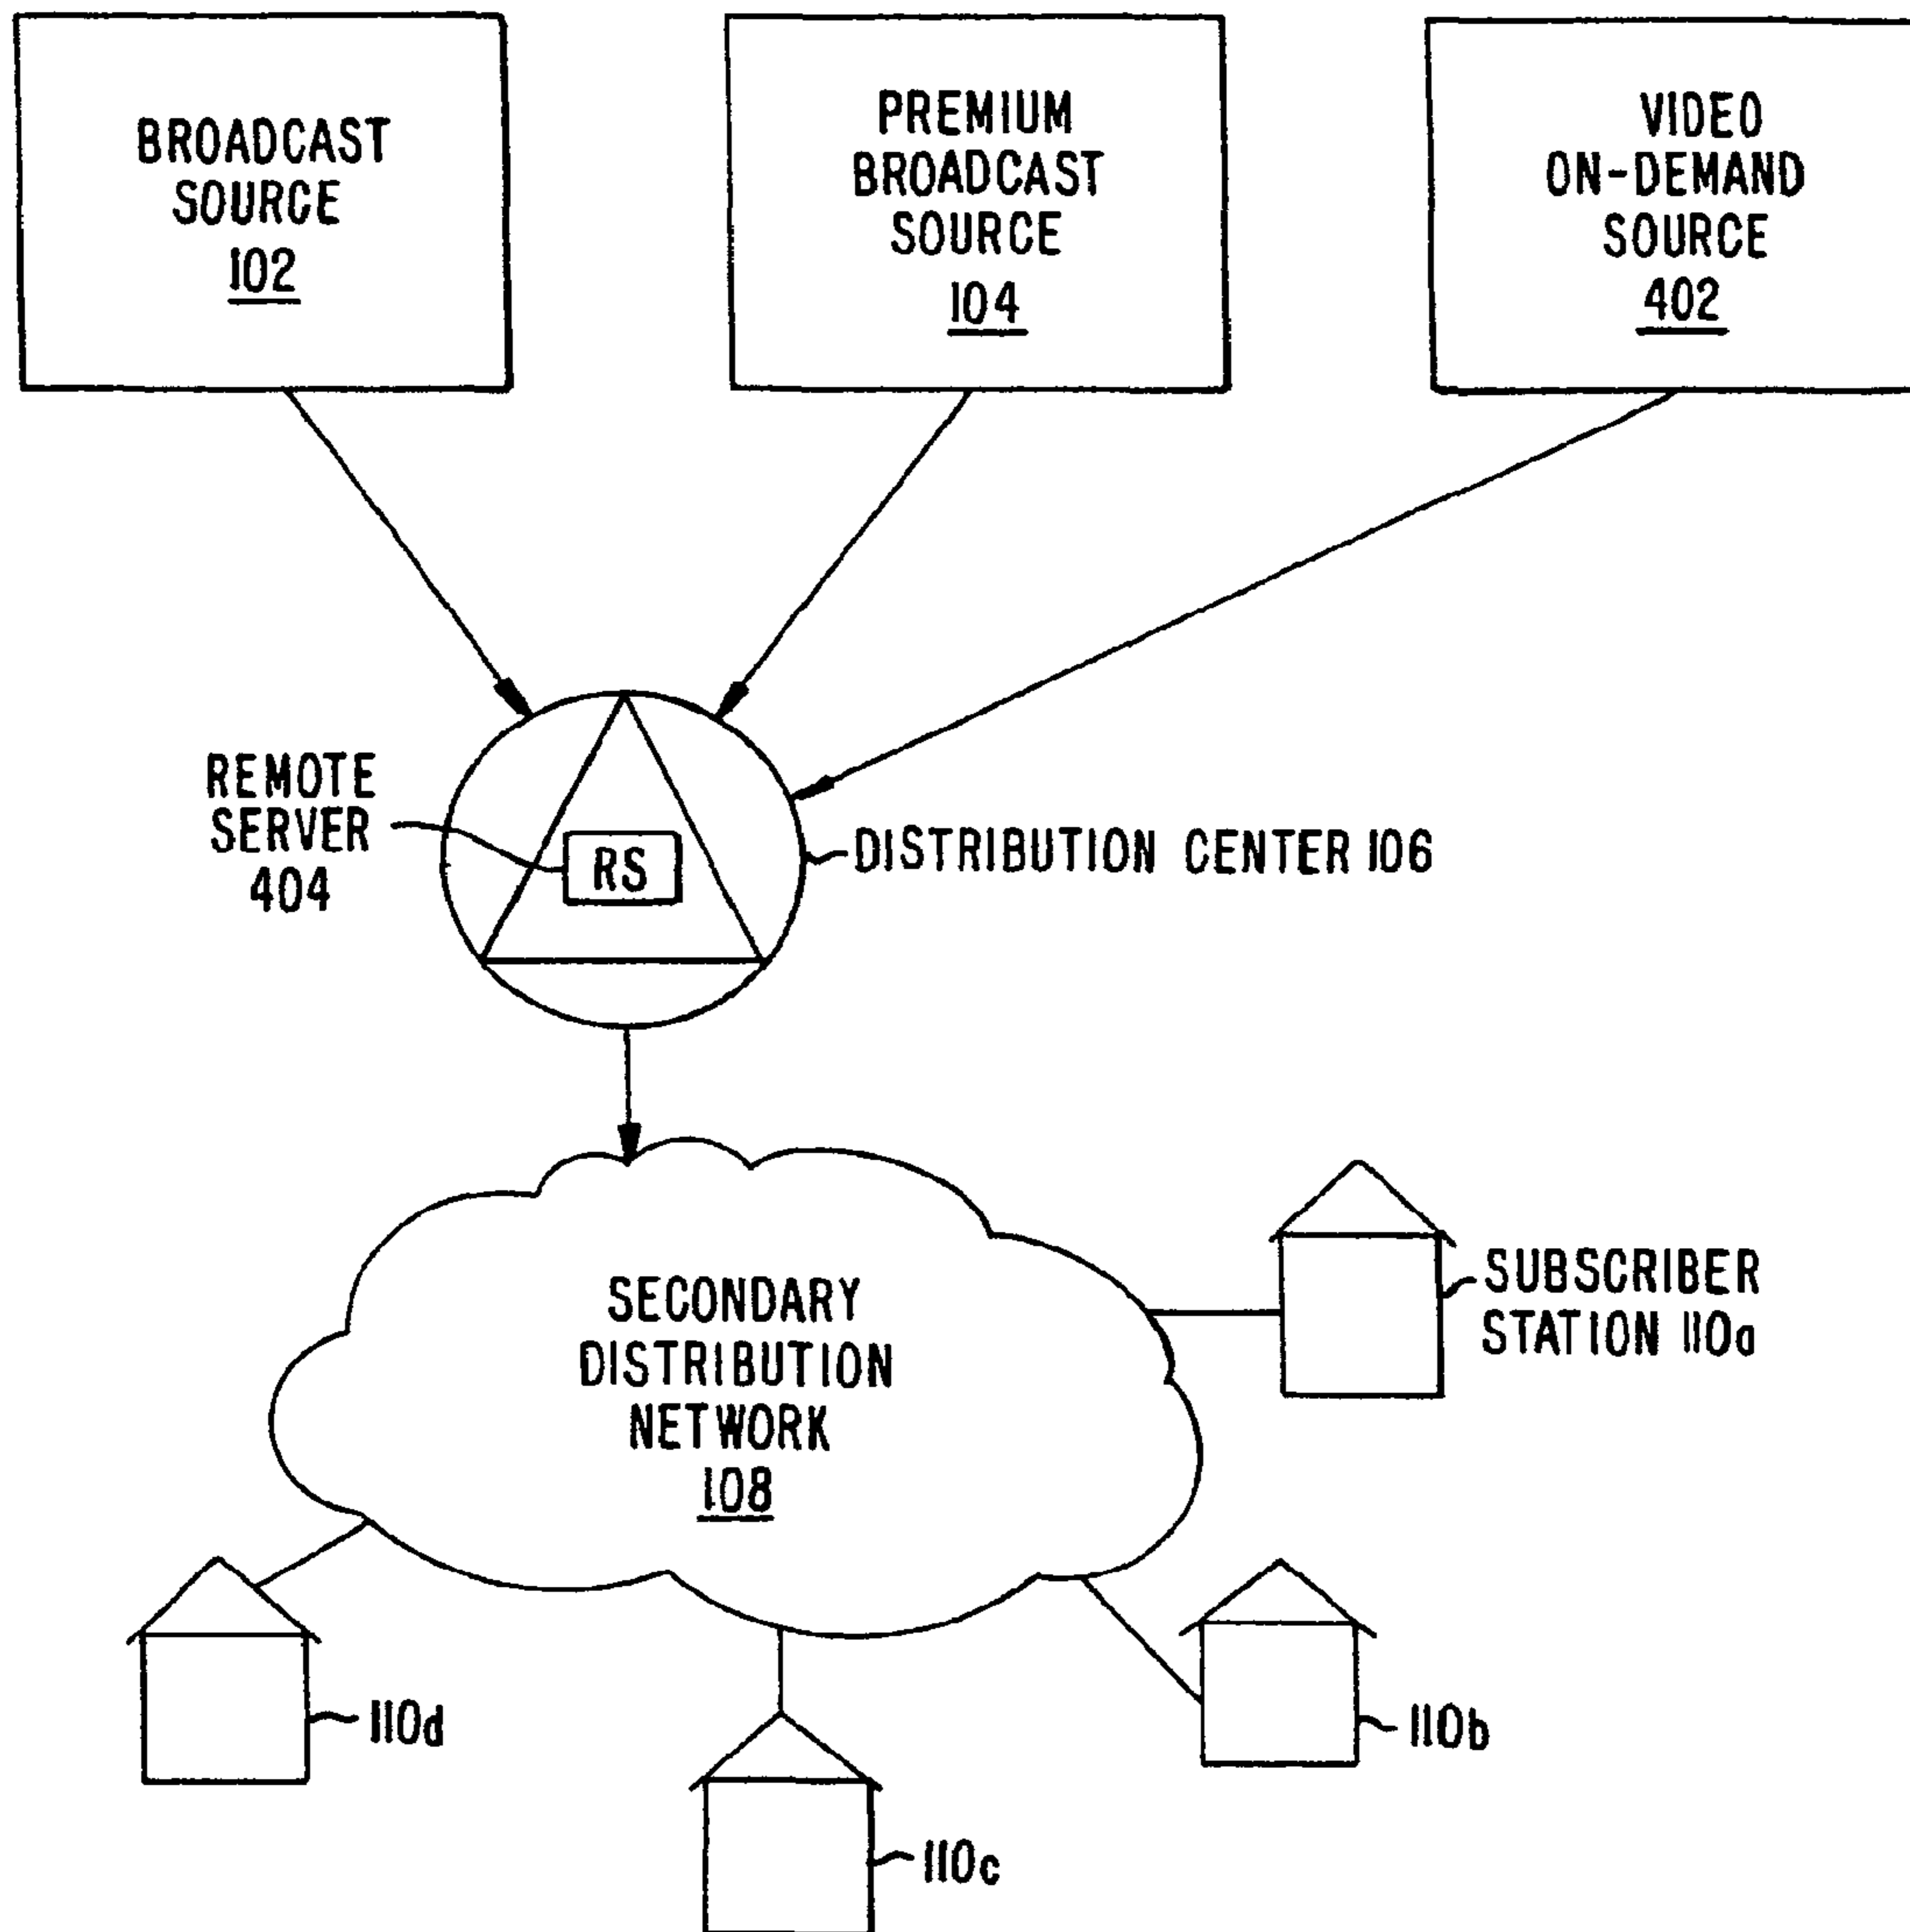 BROADCAST
SOURCE
102
PREMIUM
BROADCAST
SOURCE
104
VIDEO
ON-DEMAND
SOURCE
402
REMOTE
SERVER
404
RS
DISTRIBUTION CENTER 106
SECONDARY
DISTRIBUTION
NETWORK
108
SUBSCRIBER
STATION 110a
110d
110c
110b